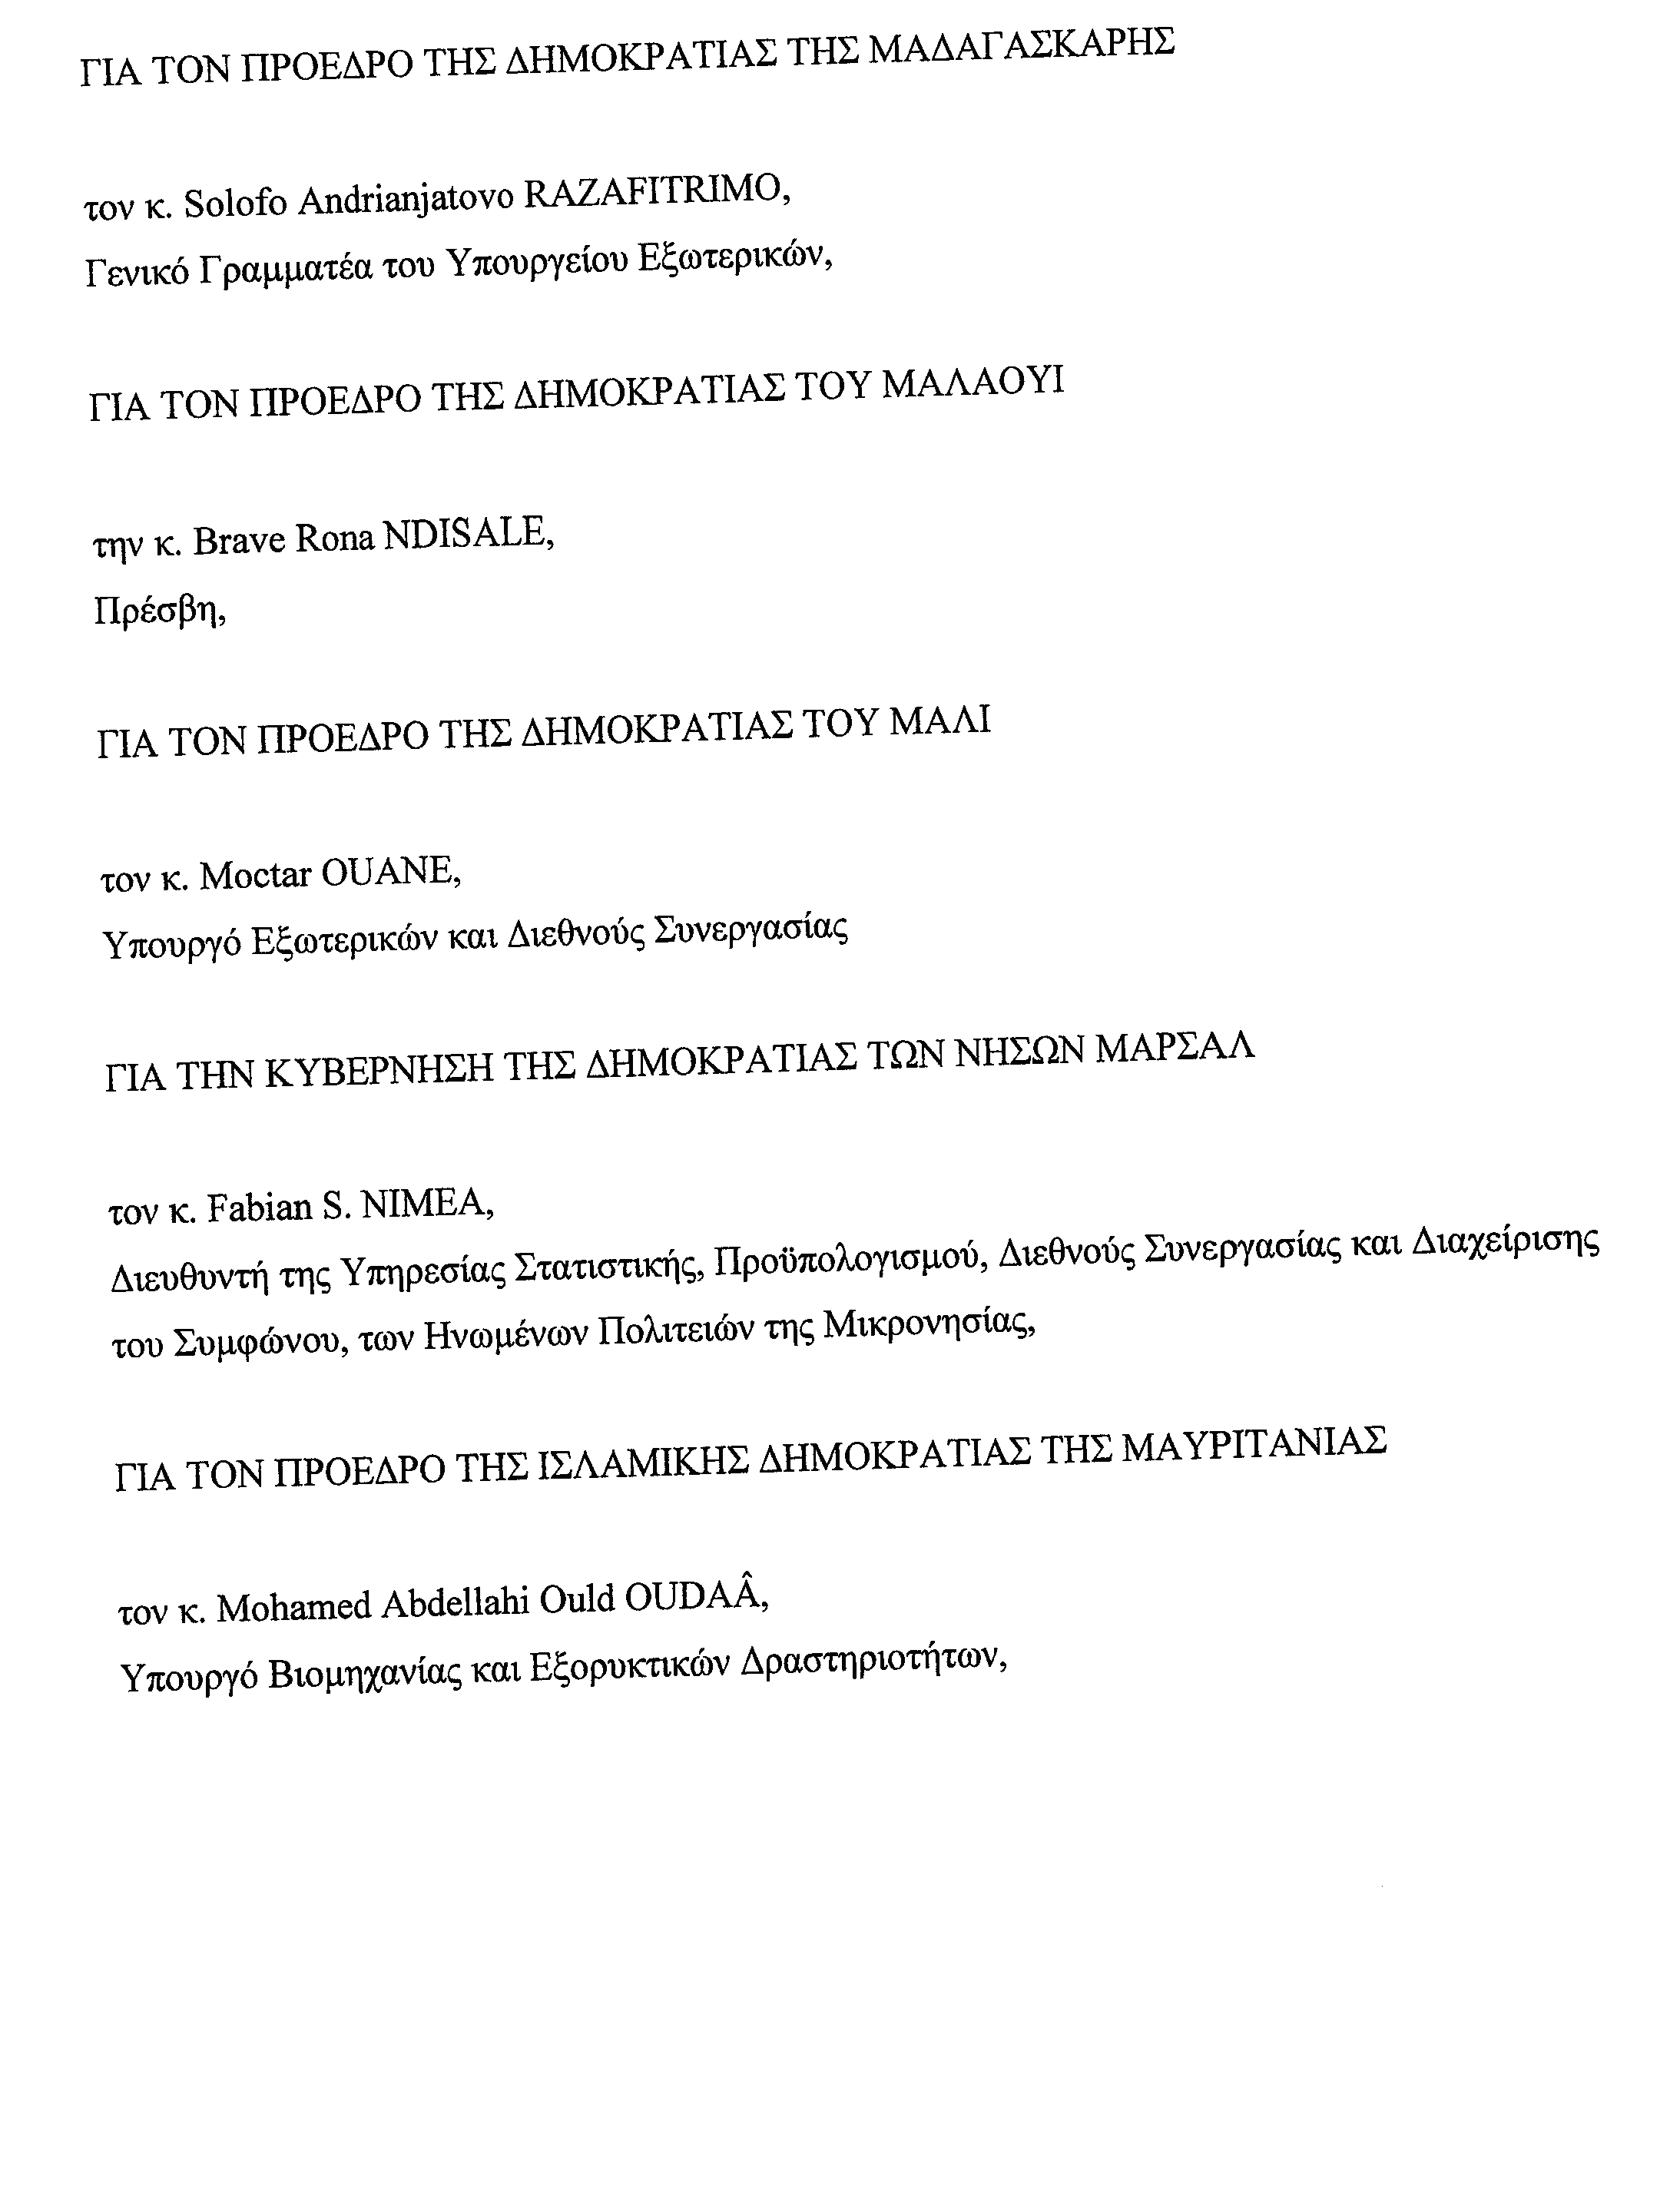 ΓΙΑ ΤΟΝ ΠΡΟΕΔΡΟ ΤΗΣ ΔΗΜΟΚΡΑΤΙΑΣ ΤΗΣ ΜΑΔΑΓΑΣΚΑΡΗΣ
τον κ. Solofo Andrianjatovo RAZAFITRIMO,
Γενικό Γραμματέα του Υπουργείου Εξωτερικών,
ΓΙΑ ΤΟΝ ΠΡΟΕΔΡΟ ΤΗΣ ΔΗΜΟΚΡΑΤΙΑΣ ΤΟΥ ΜΑΛΑΟΥΙ
την κ. Brave Rona NDISALE,
Πρέσβη,
ΓΙΑ ΤΟΝ ΠΡΟΕΔΡΟ ΤΗΣ ΔΗΜΟΚΡΑΤΙΑΣ ΤΟΥ ΜΑΛΙ
τον κ. Moctar OUANE,
Υπουργό Εξωτερικών και Διεθνούς Συνεργασίας
ΓΙΑ ΤΗΝ ΚΥΒΕΡΝΗΣΗ ΤΗΣ ΔΗΜΟΚΡΑΤΙΑΣ ΤΩΝ ΝΗΣΩΝ ΜΑΡΣΑΛ
τον κ. Fabian S. NIMEA,
Διευθυντή της Υπηρεσίας Στατιστικής, Προϋπολογισμού, Διεθνούς Συνεργασίας και Διαχείρισης
του Συμφώνου, των Ηνωμένων Πολιτειών της Μικρονησίας,
ΓΙΑ ΤΟΝ ΠΡΟΕΔΡΟ ΤΗΣ ΙΣΛΑΜΙΚΗΣ ΔΗΜΟΚΡΑΤΙΑΣ ΤΗΣ ΜΑΥΡΙΤΑΝΙΑΣ
τον κ. Mohamed Abdellahi Ould OUDAÂ,
Υπουργό Βιομηχανίας και Εξορυκτικών Δραστηριοτήτων,